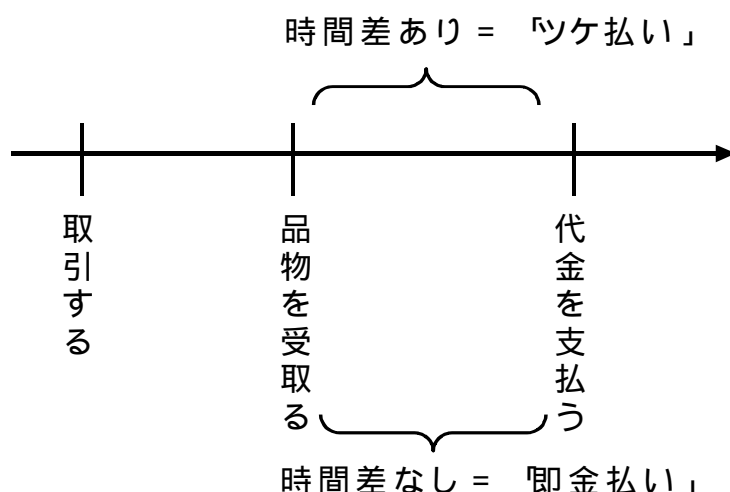 時間差あり=「ツケ払い」
取引する
品物を受取る
代金を支払う
時間差なし=「即金払い」